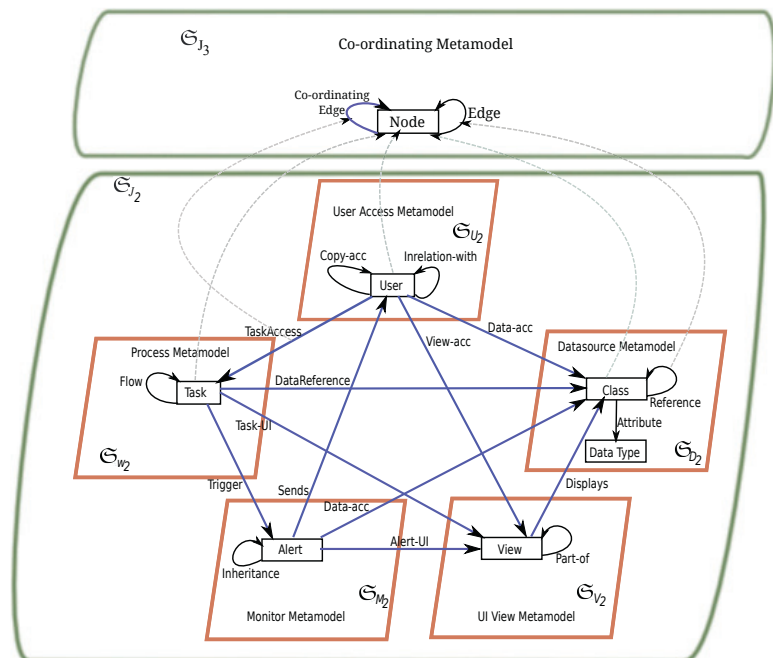 𝔖J3
Co-ordinating Metamodel
Co-ordinating
Edge
Node
Edge
𝔖J2
User Access Metamodel
𝔖U2
Copy-acc
Inrelation-with
User
TaskAccess
View-acc
Data-acc
Process Metamodel
Datasource Metamodel
Flow
Task
DataReference
Class
Reference
Task-UI
Attribute
𝔖w2
Data Type
𝔖D2
Trigger
Sends
Data-acc
Displays
Alert
Alert-UI
View
Inheritance
Part-of
𝔖M2
𝔖V2
Monitor Metamodel
UI View Metamodel